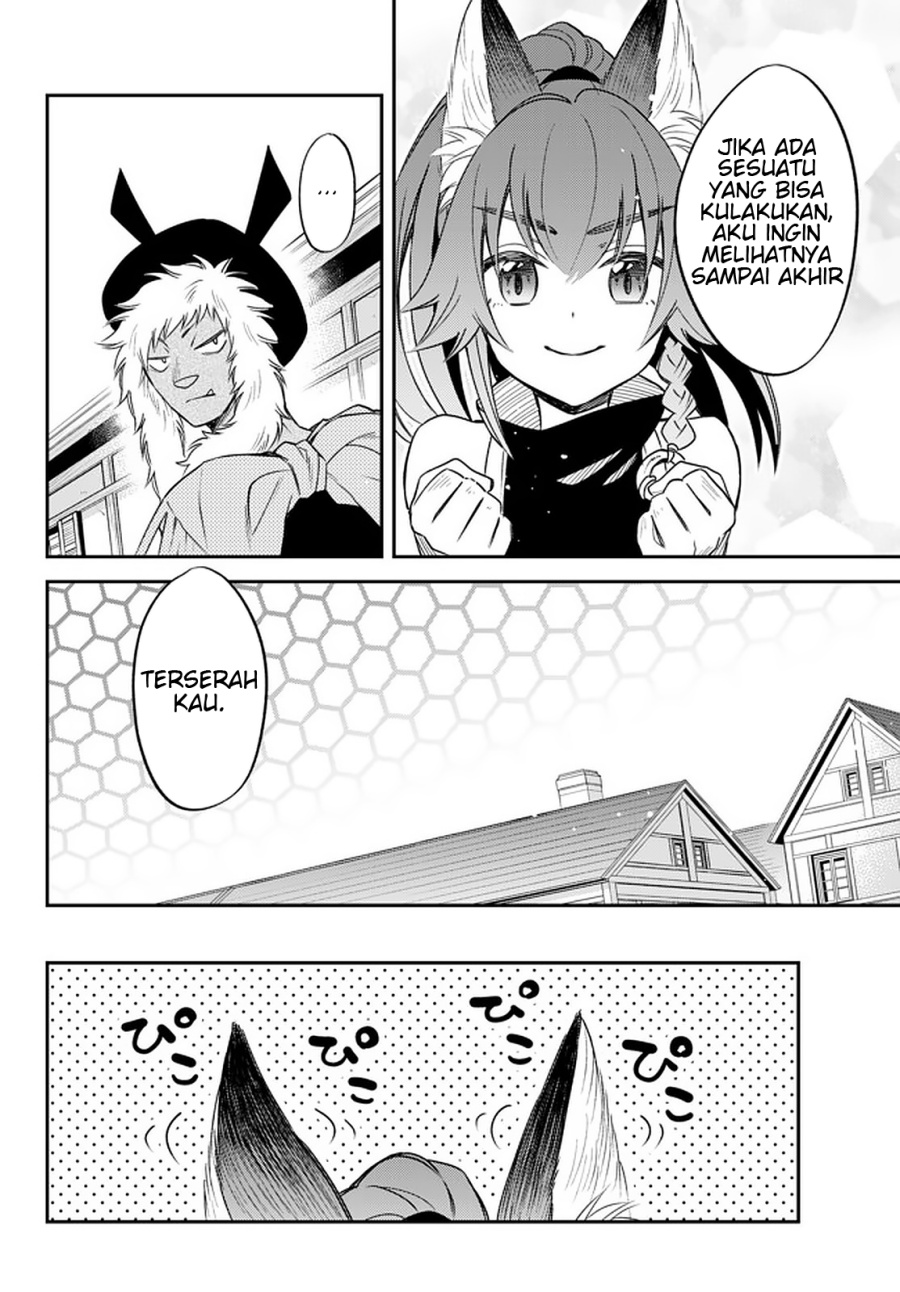 JIKA ADA
SESUATU
YANG BISA
KULAKUKAN,
AKU INGIN
MELIHATNYA
SAMPAI AKHIR
...
TERSERAH
KAU.
ぴこ
ぴこ
ぴこ
ぴこ